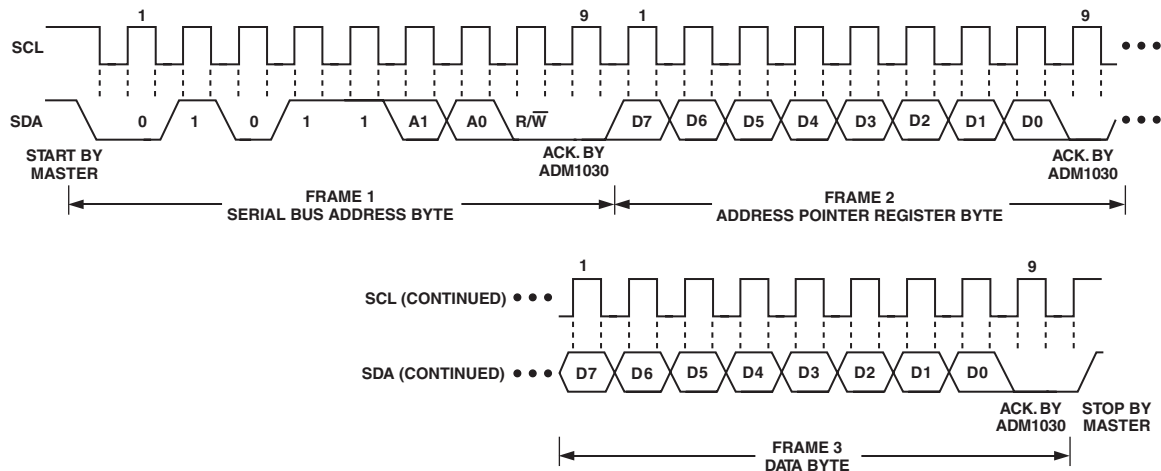 1 9 1 9
SCL
SDA 0 1 0 1 1 A1 A0 R/W̅ D7 D6 D5 D4 D3 D2 D1 D0
START BY
MASTER
ACK. BY
ADM1030
ACK. BY
ADM1030
FRAME 1
SERIAL BUS ADDRESS BYTE
FRAME 2
ADDRESS POINTER REGISTER BYTE
1 9
SCL (CONTINUED)
SDA (CONTINUED) D7 D6 D5 D4 D3 D2 D1 D0
ACK. BY
ADM1030
STOP BY
MASTER
FRAME 3
DATA BYTE